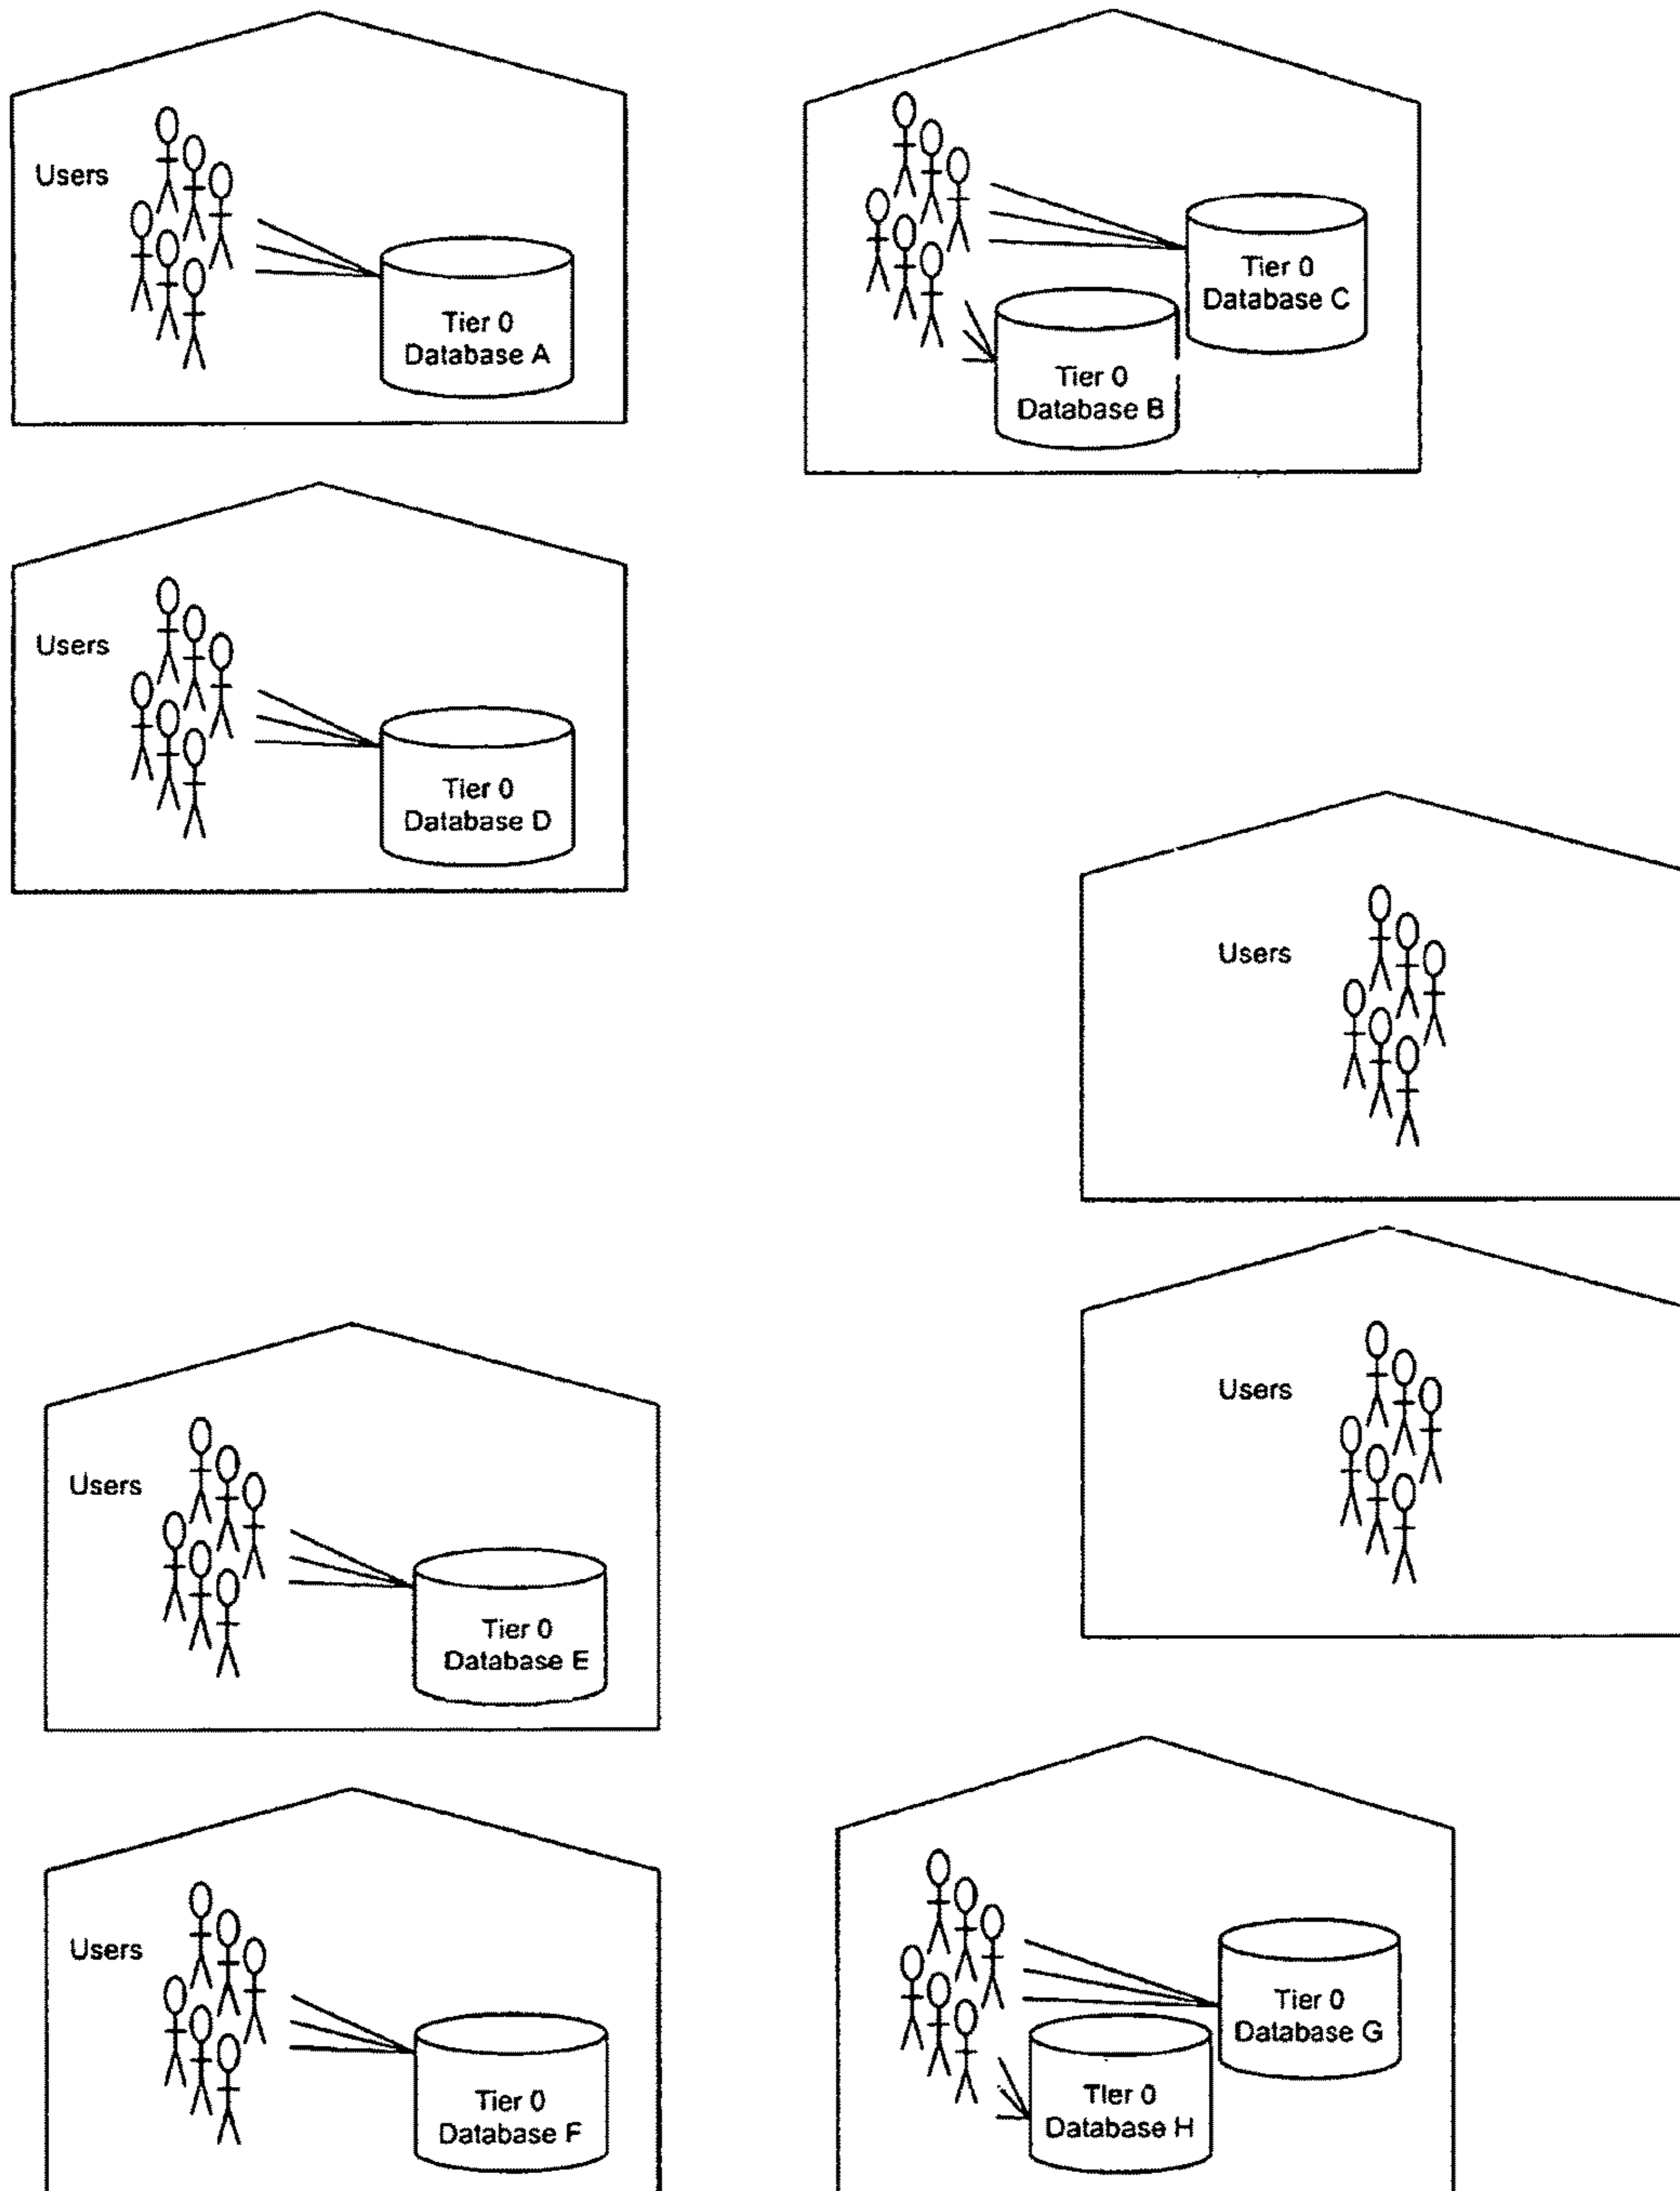 Users
Tier 0
Database A
Tier 0
Database C
Tier 0
Database B
Users
Tier 0
Database D
Users
Users
Users
Tier 0
Database E
Users
Tier 0
Database F
Tier 0
Database G
Tier 0
Database H